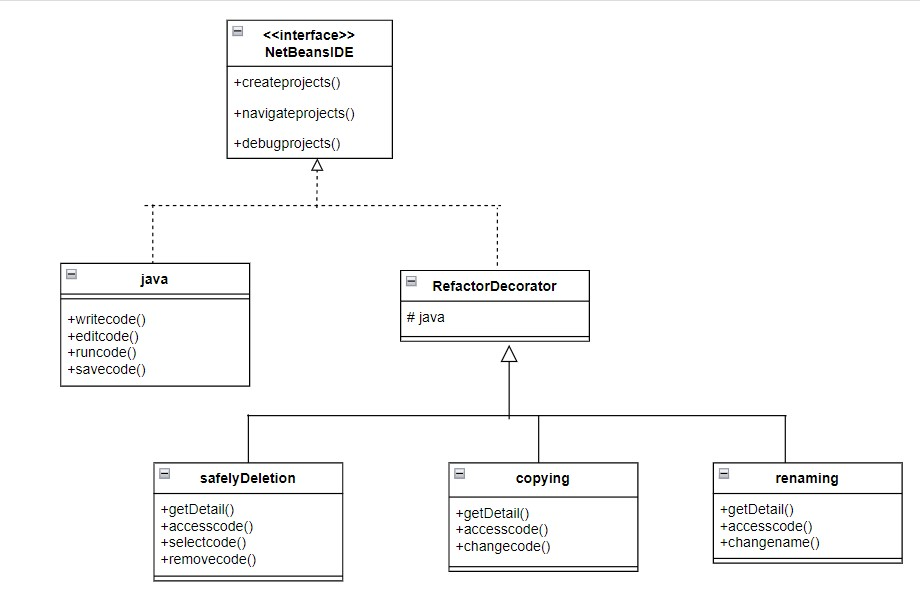 <<interface>>
NetBeansIDE
+createprojects()
+navigateprojects()
+debugprojects()
java
+writecode()
+editcode()
+runcode()
+savecode()
RefactorDecorator
# java
safelyDeletion
+getDetail()
+accesscode()
+selectcode()
+removecode()
copying
+getDetail()
+accesscode()
+changecode()
renaming
+getDetail()
+accesscode()
+changename()